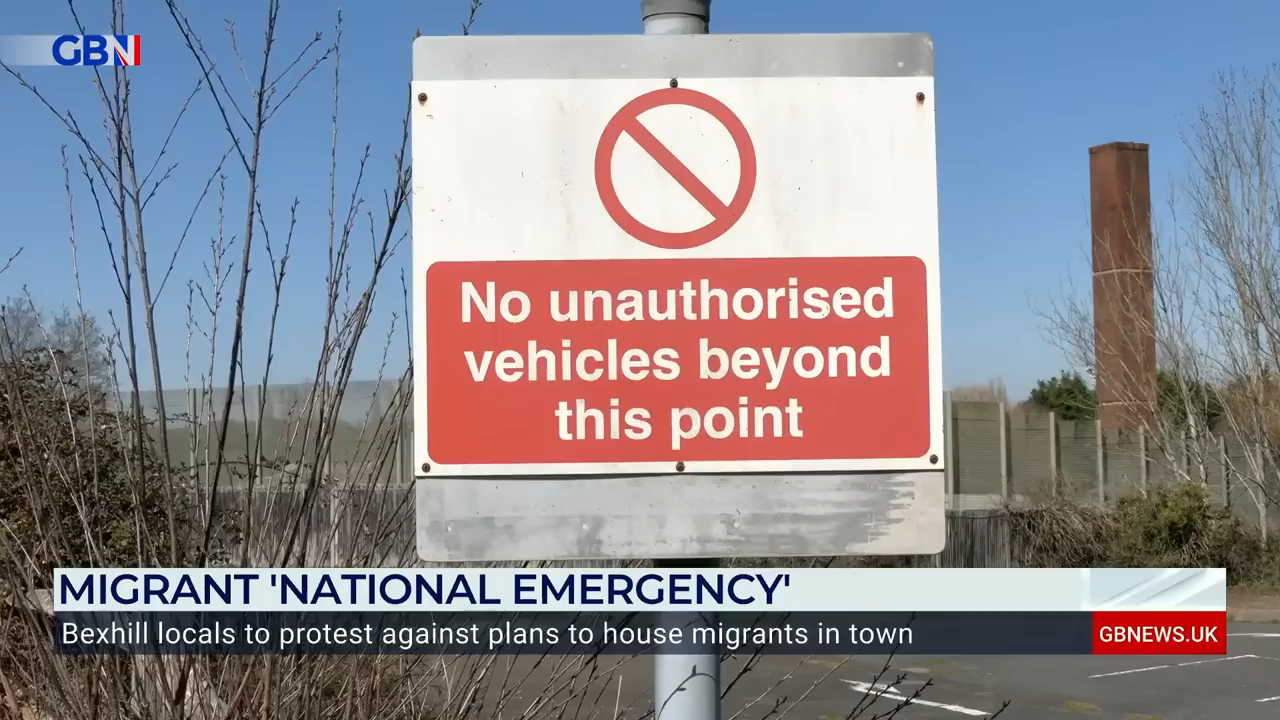 GBN
No unauthorised
vehicles beyond
this point
MIGRANT 'NATIONAL EMERGENCY'
Bexhill locals to protest against plans to house migrants in town
GBNEWS.UK